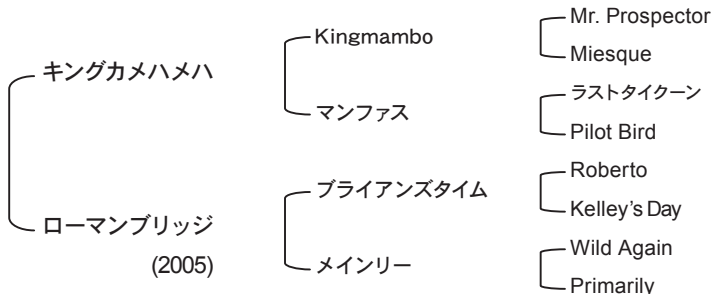 キングカメハメハ
Kingmambo
Mr. Prospector
Miesque
マンファス
ラストタイクーン
Pilot Bird
ローマンブリッジ
(2005)
ブライアンズタイム
Roberto
Kelley's Day
メインリー
Wild Again
Primarily